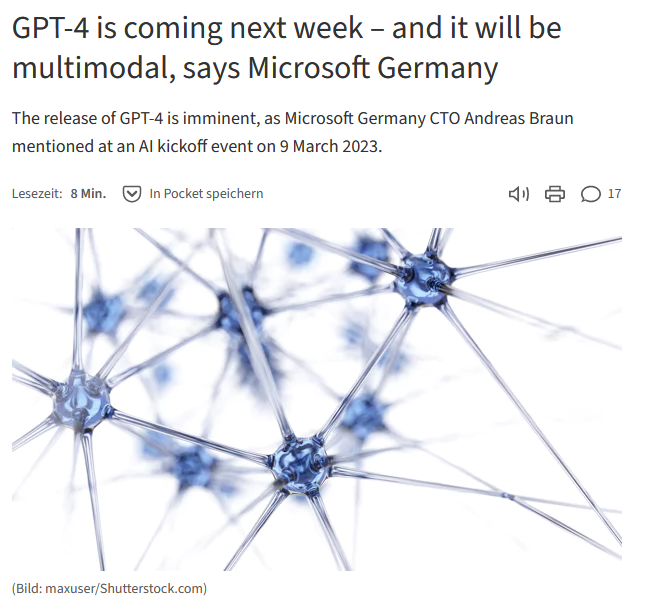 GPT-4 is coming next week – and it will be
multimodal, says Microsoft Germany
The release of GPT-4 is imminent, as Microsoft Germany CTO Andreas Braun
mentioned at an AI kickoff event on 9 March 2023.
Lesezeit: 8 Min. In Pocket speichern 17
(Bild: maxuser/Shutterstock.com)